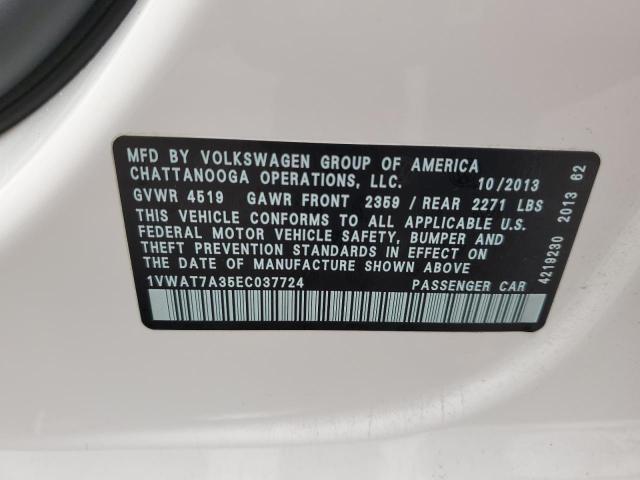 MFD BY VOLKSWAGEN GROUP OF AMERICA
CHATTANOOGA OPERATIONS, LLC. 10/2013
GVWR 4519 GAWR FRONT 2359 / REAR 2271 LBS
THIS VEHICLE CONFORMS TO ALL APPLICABLE U.S.
FEDERAL MOTOR VEHICLE SAFETY, BUMPER AND
THEFT PREVENTION STANDARDS IN EFFECT ON
THE DATE OF MANUFACTURE SHOWN ABOVE
1VWAT7A35EC037724 PASSENGER CAR
4219230 2013 62